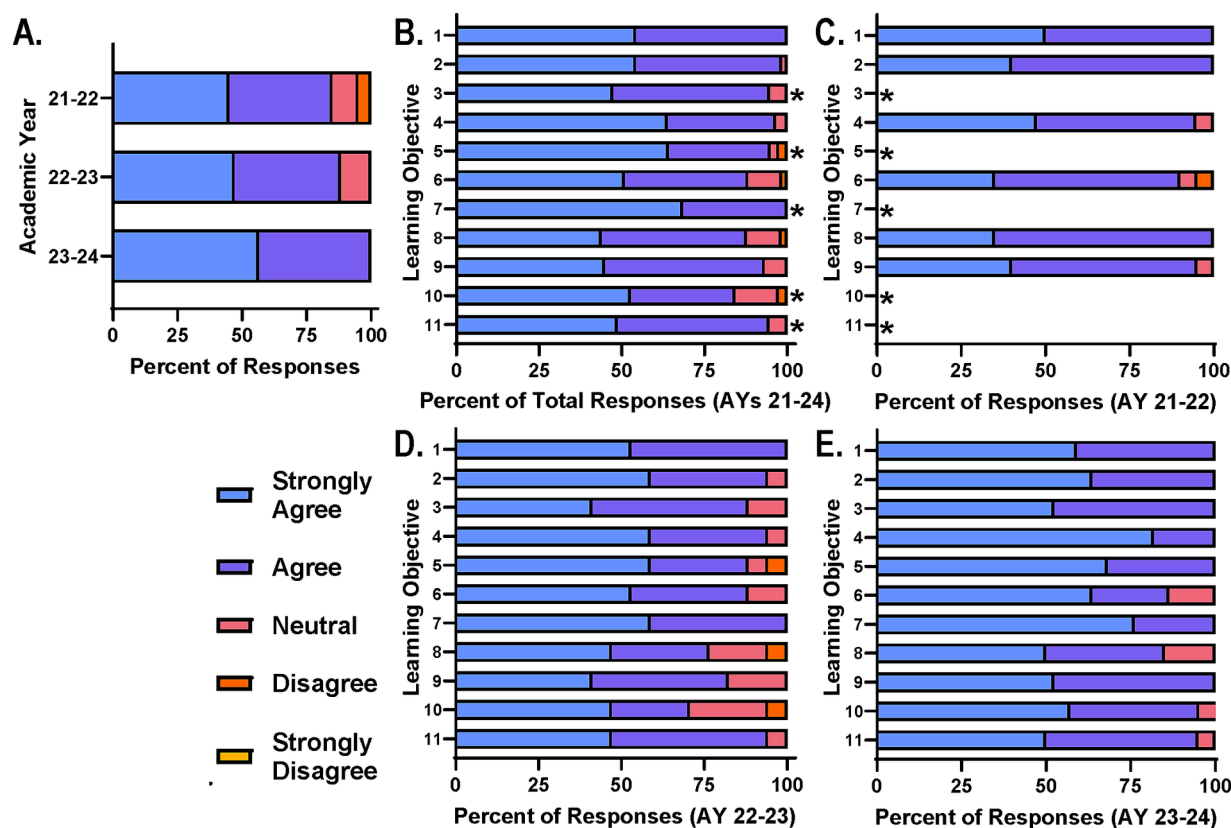 A.
Academic Year
21-22
22-23
23-24
0 25 50 75 100
Percent of Responses
B.
Learning Objective
1
2
3 *
4
5 *
6
7 *
8
9
10 *
11 *
0 25 50 75 100
Percent of Total Responses (AYs 21-24)
C.
Learning Objective
1
2
3 *
4
5 *
6
7 *
8
9
10 *
11 *
0 25 50 75 100
Percent of Responses (AY 21-22)
Strongly
Agree
Agree
Neutral
Disagree
Strongly
Disagree
D.
Learning Objective
1
2
3
4
5
6
7
8
9
10
11
0 25 50 75 100
Percent of Responses (AY 22-23)
E.
Learning Objective
1
2
3
4
5
6
7
8
9
10
11
0 25 50 75 100
Percent of Responses (AY 23-24)